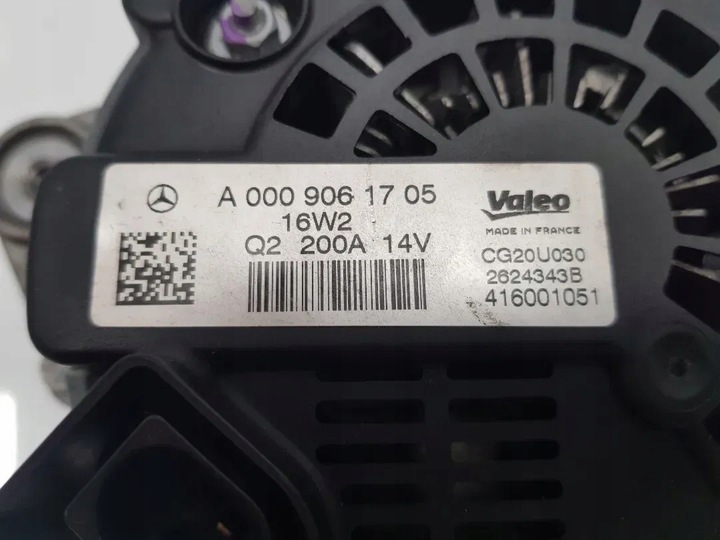 A 000 906 17 05
16W2
Q2 200A 14V
Valeo
MADE IN FRANCE
CG20U030
2624343B
416001051